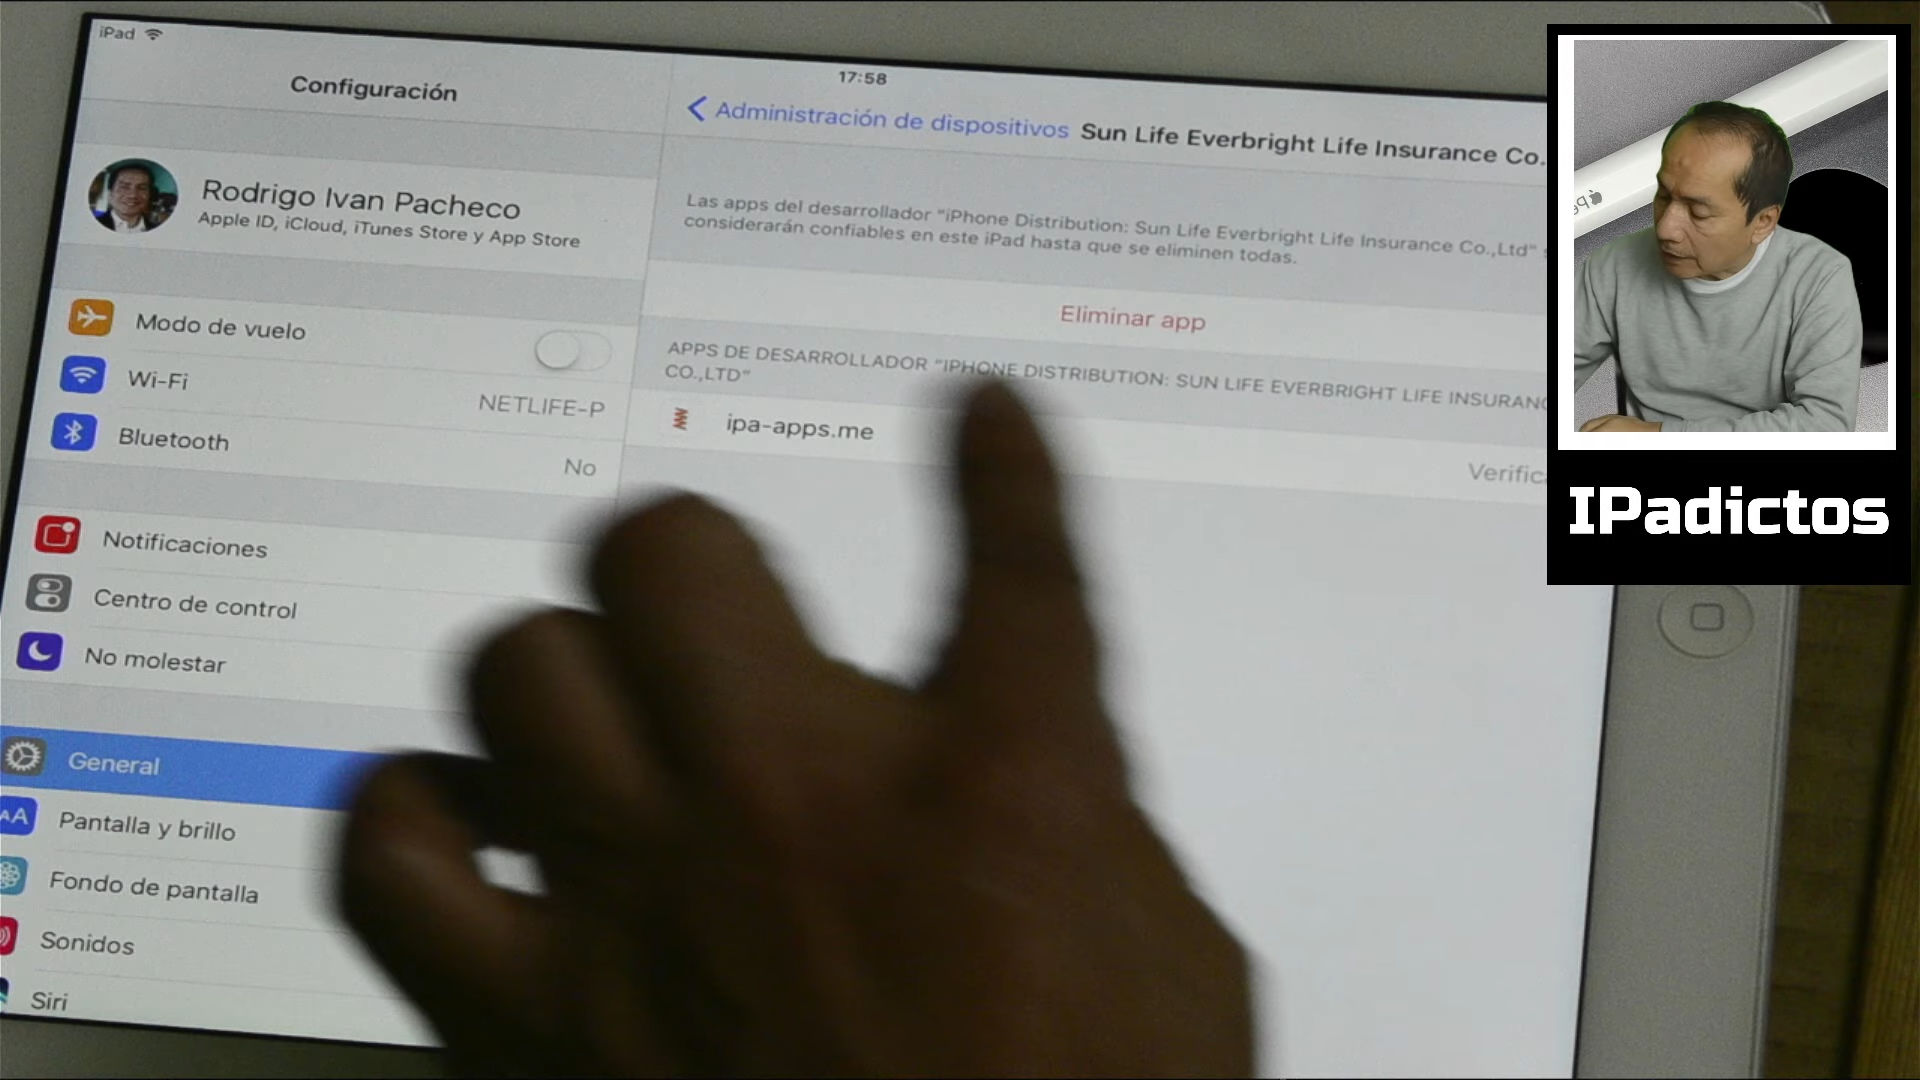 iPad
17:58
Configuración
Administración de dispositivos Sun Life Everbright Life Insurance Co.
Rodrigo Ivan Pacheco
Apple ID, iCloud, iTunes Store y App Store
Las apps del desarrollador "iPhone Distribution: Sun Life Everbright Life Insurance Co.,Ltd"
considerarán confiables en este iPad hasta que se eliminen todas.
Eliminar app
APPS DE DESARROLLADOR "IPHONE DISTRIBUTION: SUN LIFE EVERBRIGHT LIFE INSURANC
CO.,LTD"
ipa-apps.me
Verific
Modo de vuelo
Wi-Fi
NETLIFE-P
Bluetooth
No
Notificaciones
Centro de control
No molestar
General
AA
Pantalla y brillo
Fondo de pantalla
Sonidos
Siri
IPadictos